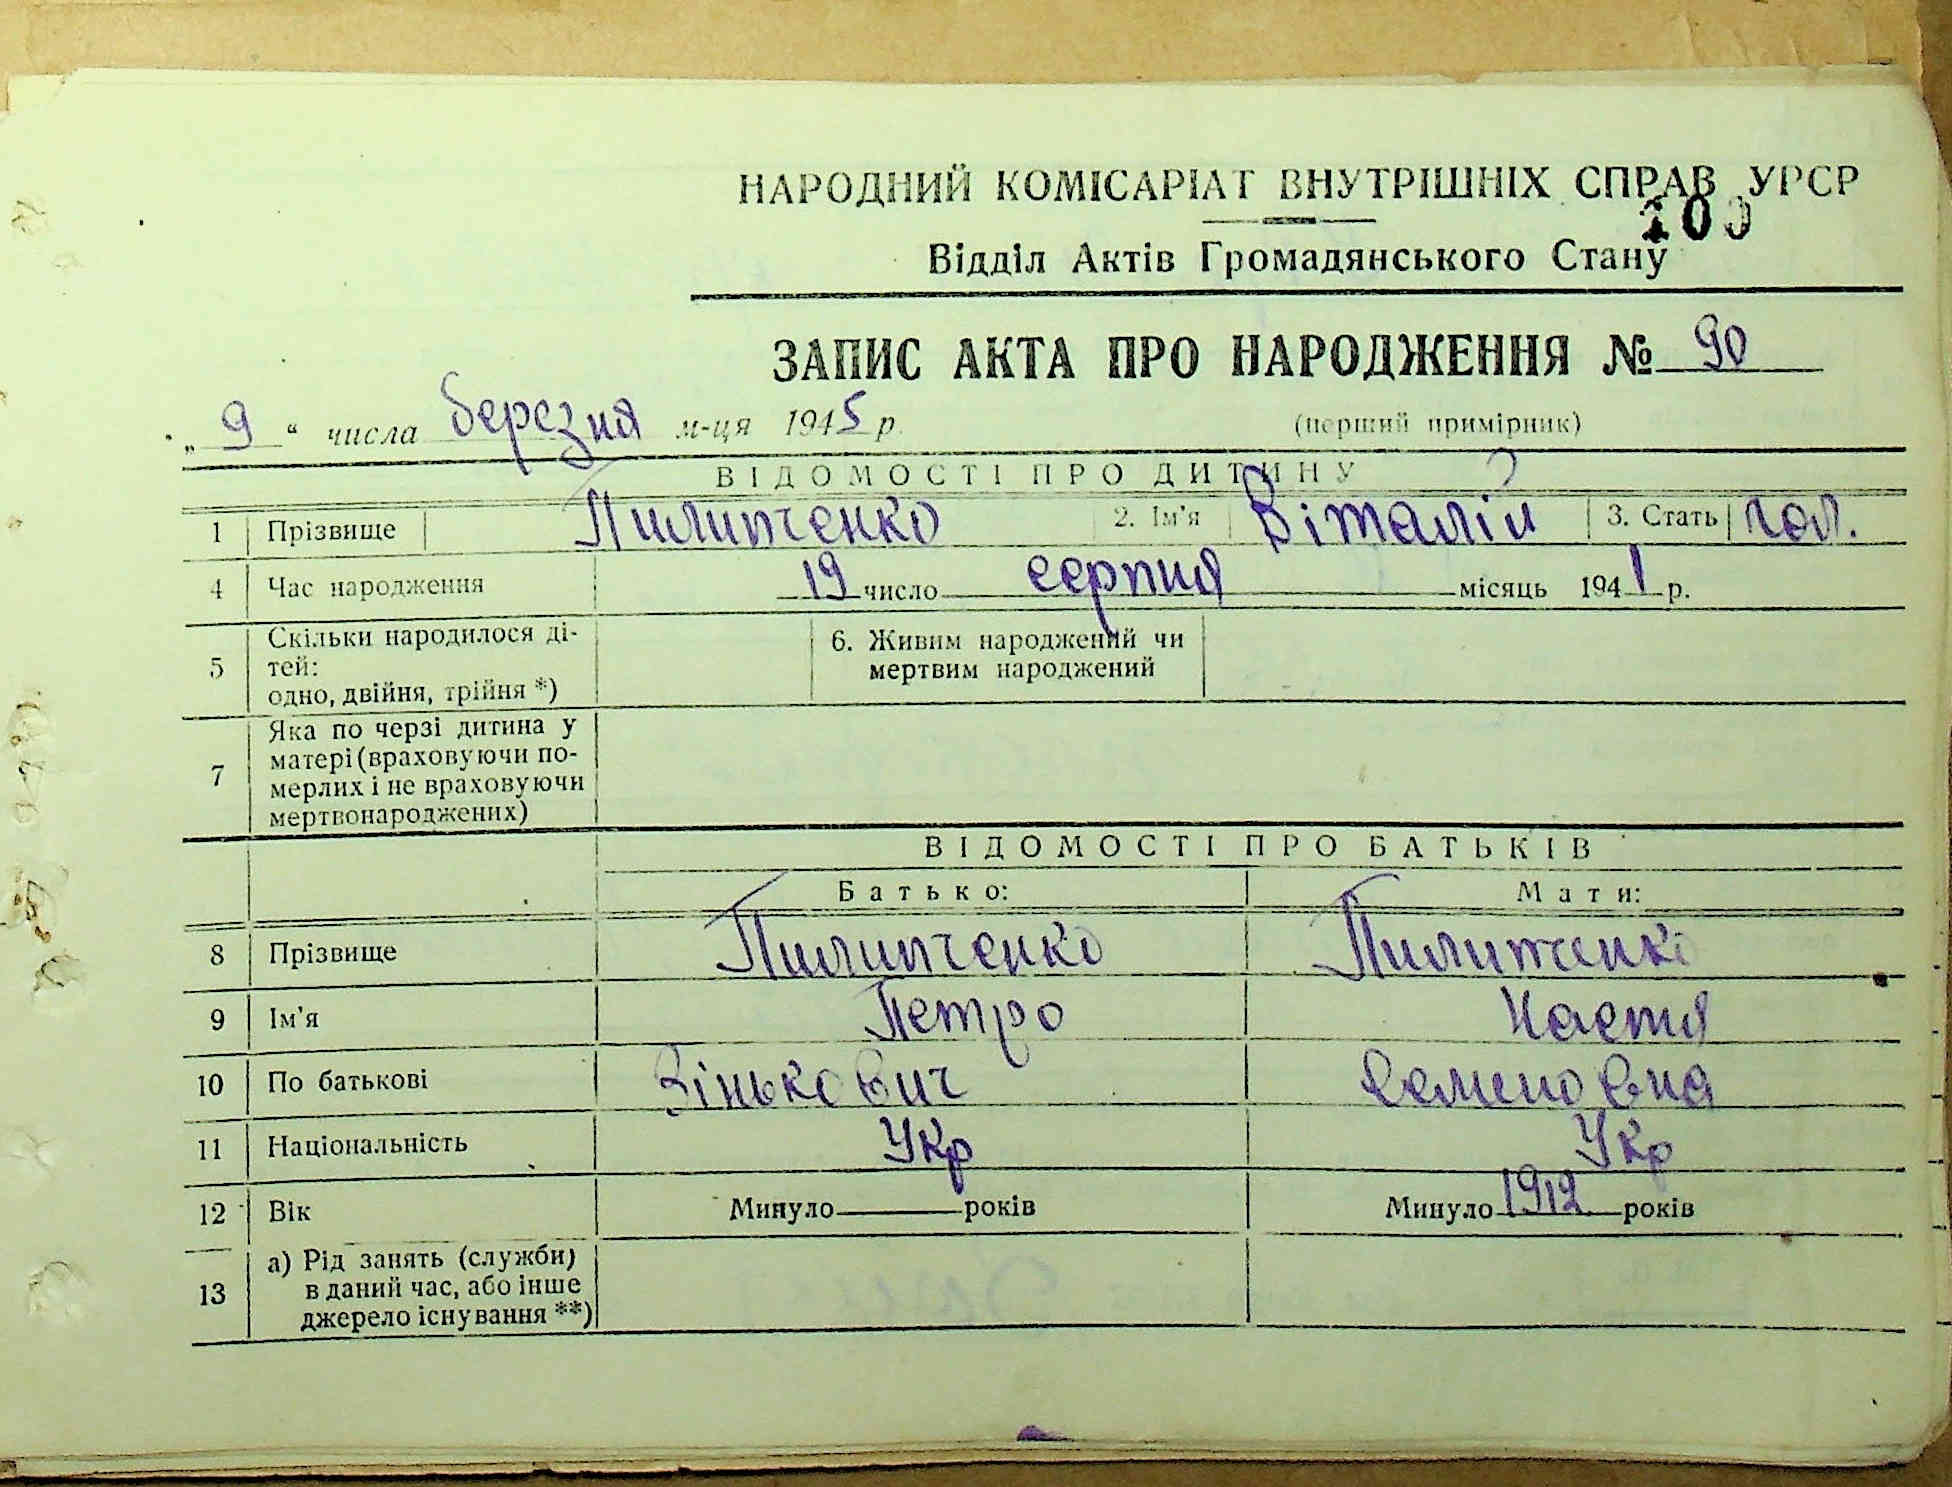 НАРОДНИЙ КОМІСАРІАТ ВНУТРІШНІХ СПРАВ УРСР
100
Відділ Актів Громадянського Стану
ЗАПИС АКТА ПРО НАРОДЖЕННЯ № 90
„9“ числа березня м-ця 1945 р.
(перший примірник)
ВІДОМОСТІ ПРО ДИТИНУ
1 Прізвище Пилипченко 2. Ім'я Віталій 3. Стать чол.
4 Час народження 19 число серпня місяць 1941 р.
5 Скільки народилося ді-
тей:
одно, двійня, трійня *)
6. Живим народжений чи
мертвим народжений
7 Яка по черзі дитина у
матері (враховуючи по-
мерлих і не враховуючи
мертвонароджених)
ВІДОМОСТІ ПРО БАТЬКІВ
Батько: Мати:
8 Прізвище Пилипченко Пилипченко
9 Ім'я Петро Настя
10 По батькові Зінькович Семеновна
11 Національність Укр Укр
12 Вік Минуло років Минуло 1912 років
13 а) Рід занять (служби)
в даний час, або інше
джерело існування **)